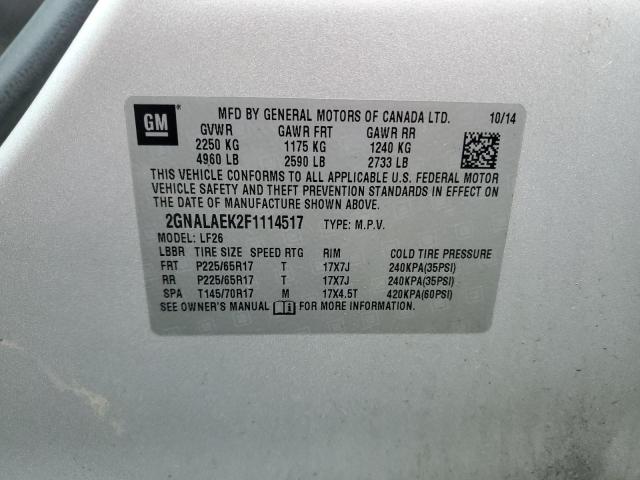 GM MFD BY GENERAL MOTORS OF CANADA LTD. 10/14
GVWR GAWR FRT GAWR RR
2250 KG 1175 KG 1240 KG
4960 LB 2590 LB 2733 LB
THIS VEHICLE CONFORMS TO ALL APPLICABLE U.S. FEDERAL MOTOR
VEHICLE SAFETY AND THEFT PREVENTION STANDARDS IN EFFECT ON
THE DATE OF MANUFACTURE SHOWN ABOVE.
2GNALAEK2F1114517 TYPE: M.P.V.
MODEL: LF26
LBBR TIRE SIZE SPEED RTG RIM COLD TIRE PRESSURE
FRT P225/65R17 T 17X7J 240KPA(35PSI)
RR P225/65R17 T 17X7J 240KPA(35PSI)
SPA T145/70R17 M 17X4.5T 420KPA(60PSI)
SEE OWNER'S MANUAL FOR MORE INFORMATION.